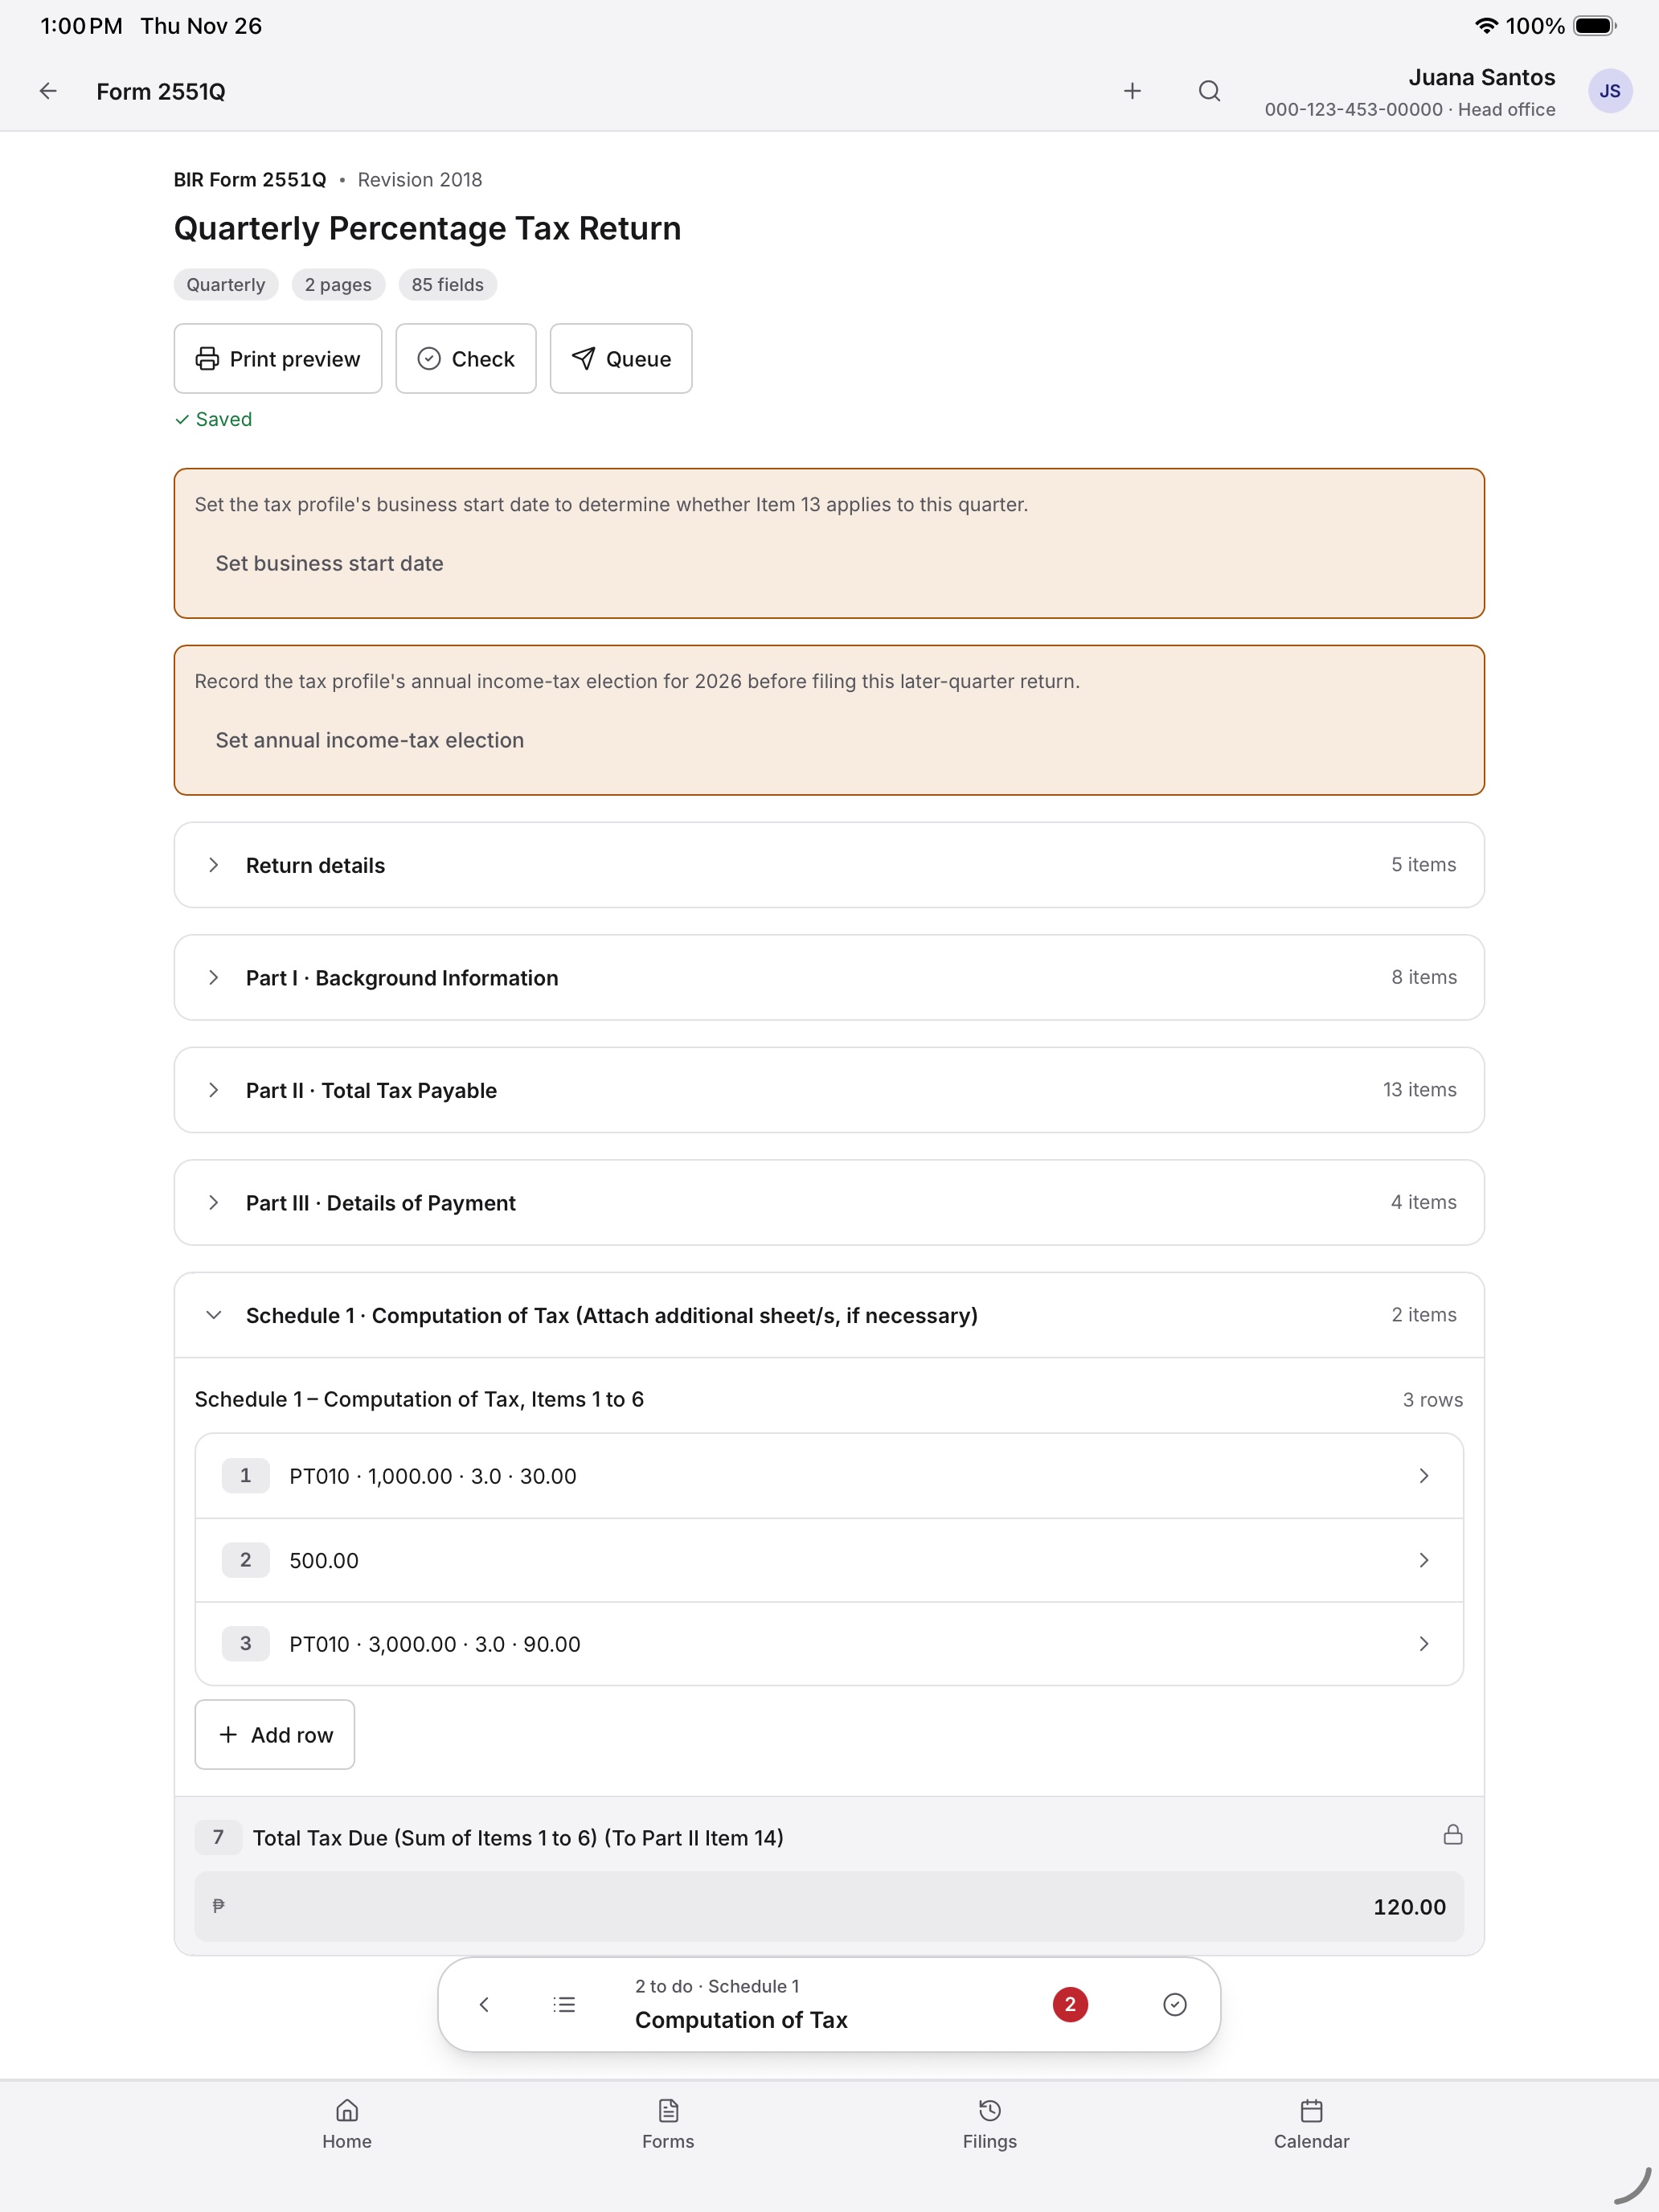 1:00 PM Thu Nov 26
100%
Form 2551Q
Juana Santos
000-123-453-00000 · Head office
JS
BIR Form 2551Q • Revision 2018
Quarterly Percentage Tax Return
Quarterly
2 pages
85 fields
Print preview
Check
Queue
Saved
Set the tax profile's business start date to determine whether Item 13 applies to this quarter.
Set business start date
Record the tax profile's annual income-tax election for 2026 before filing this later-quarter return.
Set annual income-tax election
Return details
5 items
Part I · Background Information
8 items
Part II · Total Tax Payable
13 items
Part III · Details of Payment
4 items
Schedule 1 · Computation of Tax (Attach additional sheet/s, if necessary)
2 items
Schedule 1 – Computation of Tax, Items 1 to 6
3 rows
1 PT010 · 1,000.00 · 3.0 · 30.00
2 500.00
3 PT010 · 3,000.00 · 3.0 · 90.00
Add row
7 Total Tax Due (Sum of Items 1 to 6) (To Part II Item 14)
₱ 120.00
2 to do · Schedule 1
Computation of Tax
2
Home
Forms
Filings
Calendar